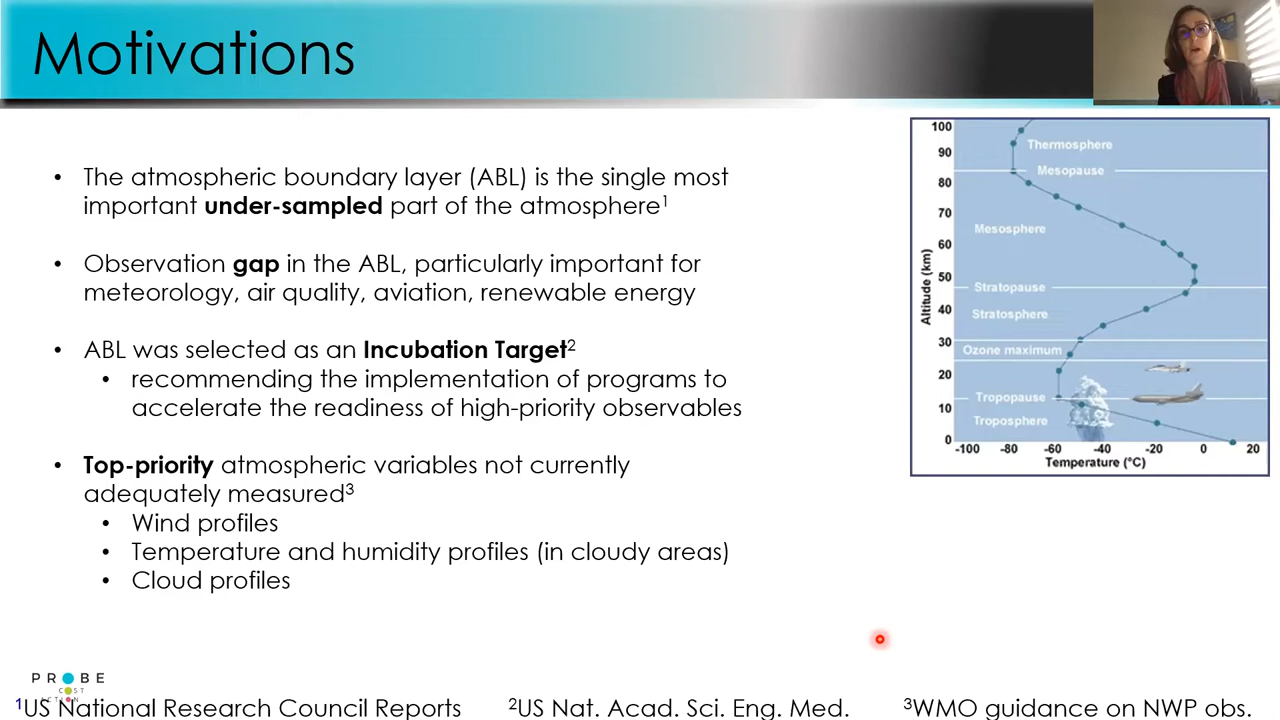 Motivations
• The atmospheric boundary layer (ABL) is the single most
important under-sampled part of the atmosphere¹
• Observation gap in the ABL, particularly important for
meteorology, air quality, aviation, renewable energy
• ABL was selected as an Incubation Target²
• recommending the implementation of programs to
accelerate the readiness of high-priority observables
• Top-priority atmospheric variables not currently
adequately measured³
• Wind profiles
• Temperature and humidity profiles (in cloudy areas)
• Cloud profiles
Altitude (km)
100
90
80
70
60
50
40
30
20
10
0
Thermosphere
Mesopause
Mesosphere
Stratopause
Stratosphere
Ozone maximum
Tropopause
Troposphere
-100 -80 -60 -40 -20 0 20
Temperature (°C)
PROBE
COST
ACTION
¹US National Research Council Reports
²US Nat. Acad. Sci. Eng. Med.
³WMO guidance on NWP obs.